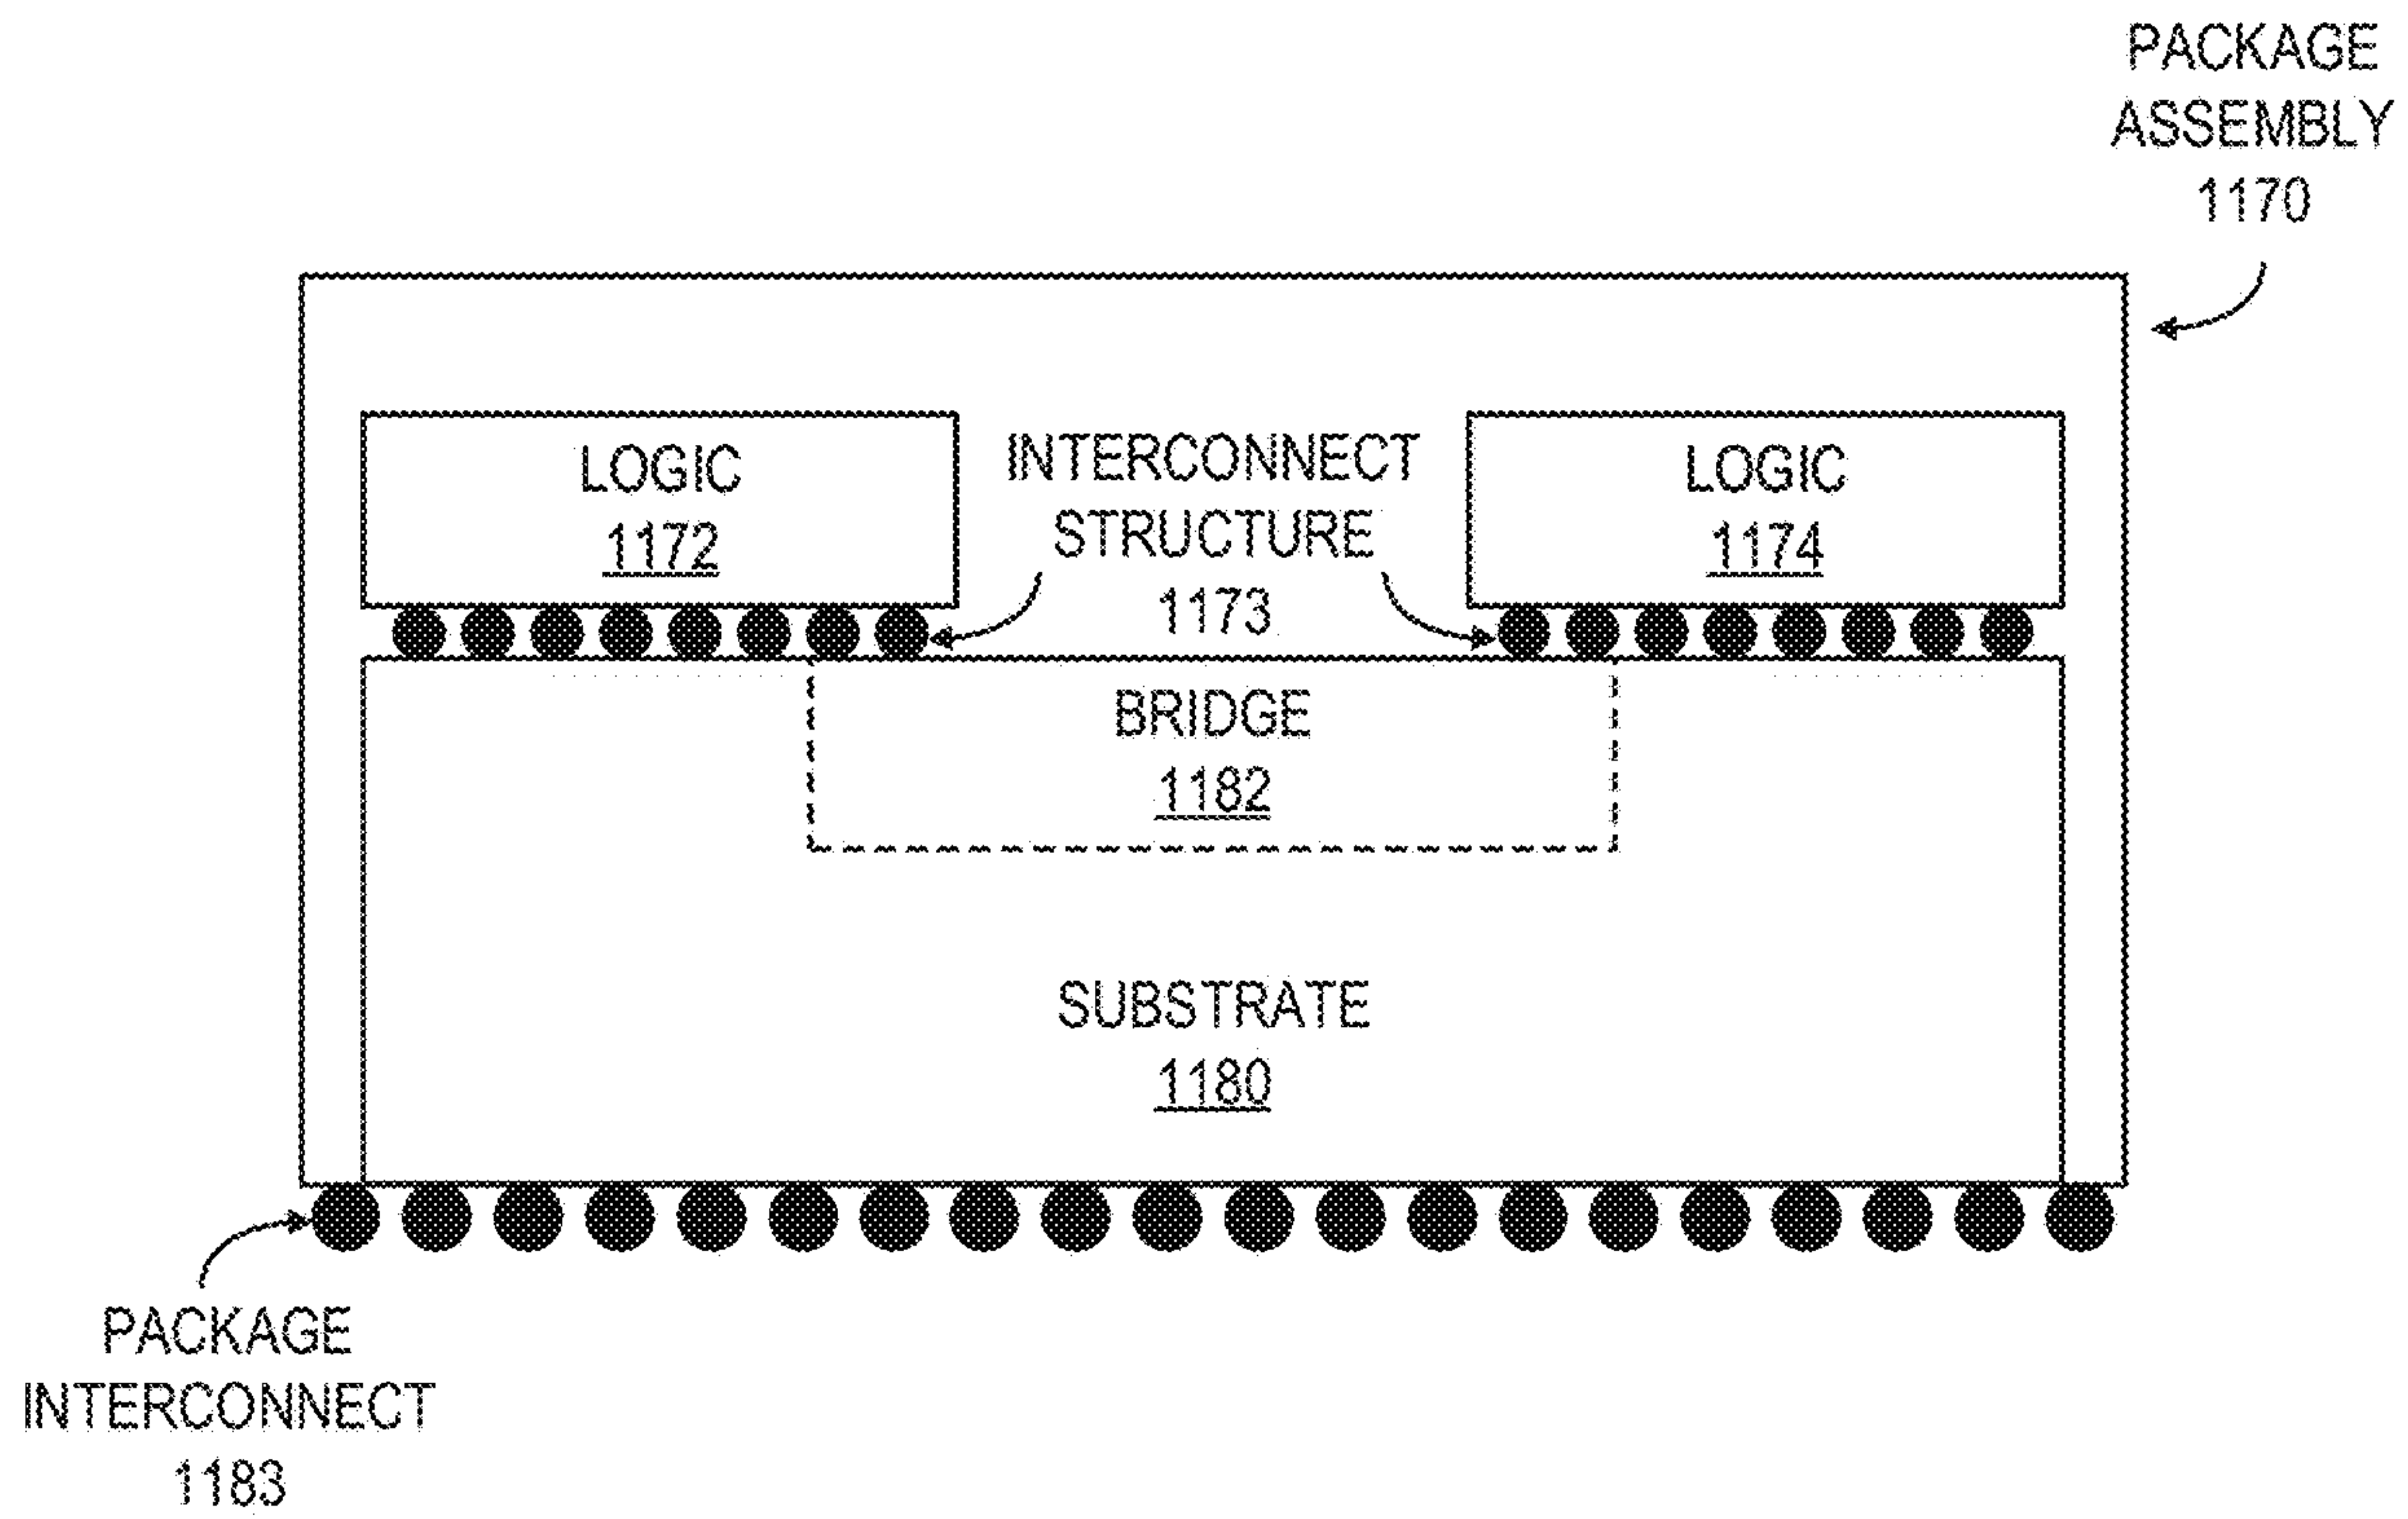 PACKAGE
ASSEMBLY
1170
LOGIC
1172
INTERCONNECT
STRUCTURE
1173
LOGIC
1174
BRIDGE
1182
SUBSTRATE
1180
PACKAGE
INTERCONNECT
1183